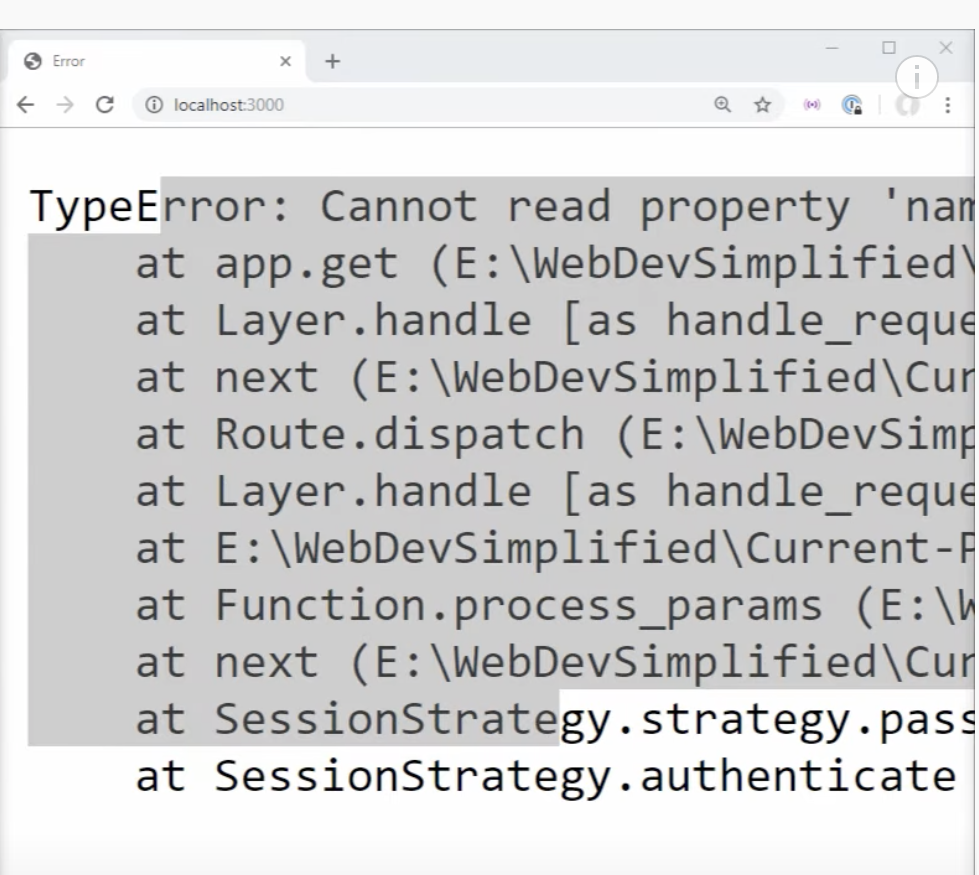 Error
localhost:3000
TypeError: Cannot read property 'nam
at app.get (E:\WebDevSimplified\
at Layer.handle [as handle_reque
at next (E:\WebDevSimplified\Cur
at Route.dispatch (E:\WebDevSimp
at Layer.handle [as handle_reque
at E:\WebDevSimplified\Current-P
at Function.process_params (E:\W
at next (E:\WebDevSimplified\Cur
at SessionStrategy.strategy.pass
at SessionStrategy.authenticate